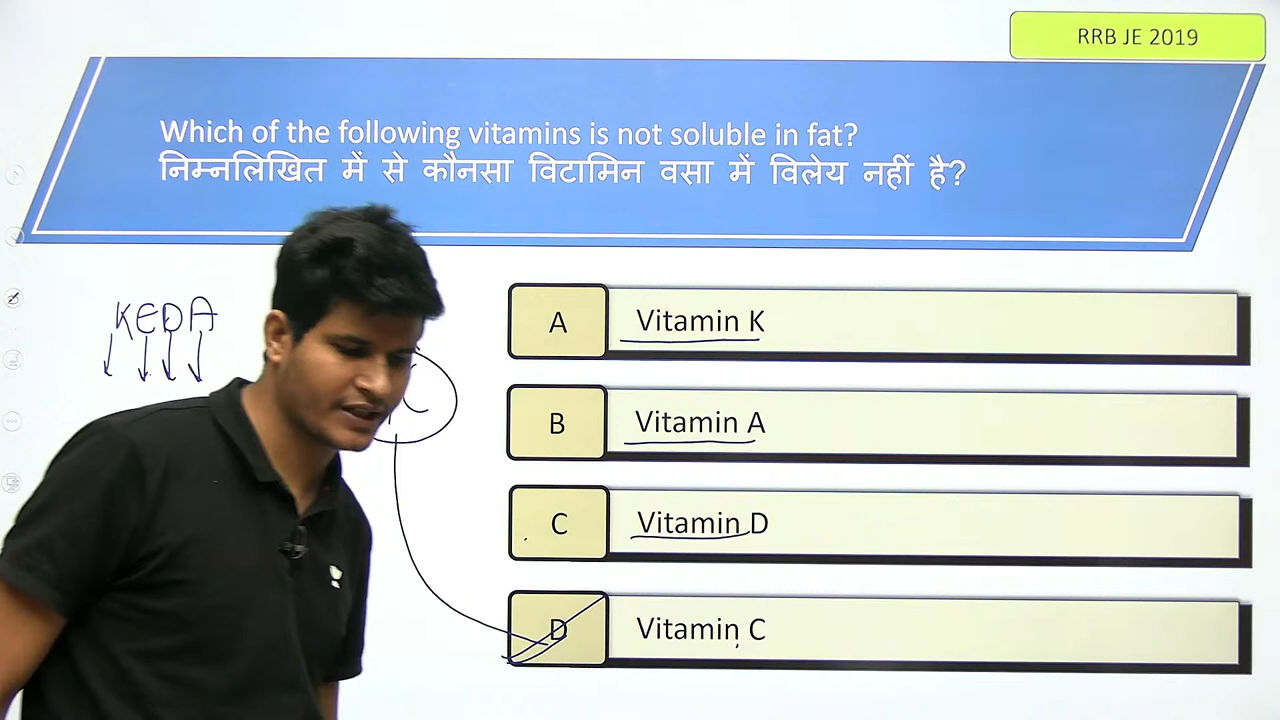 RRB JE 2019
Which of the following vitamins is not soluble in fat?
निम्नलिखित में से कौनसा विटामिन वसा में विलेय नहीं है?
KEDA
A Vitamin K
B Vitamin A
C Vitamin D
D Vitamin C